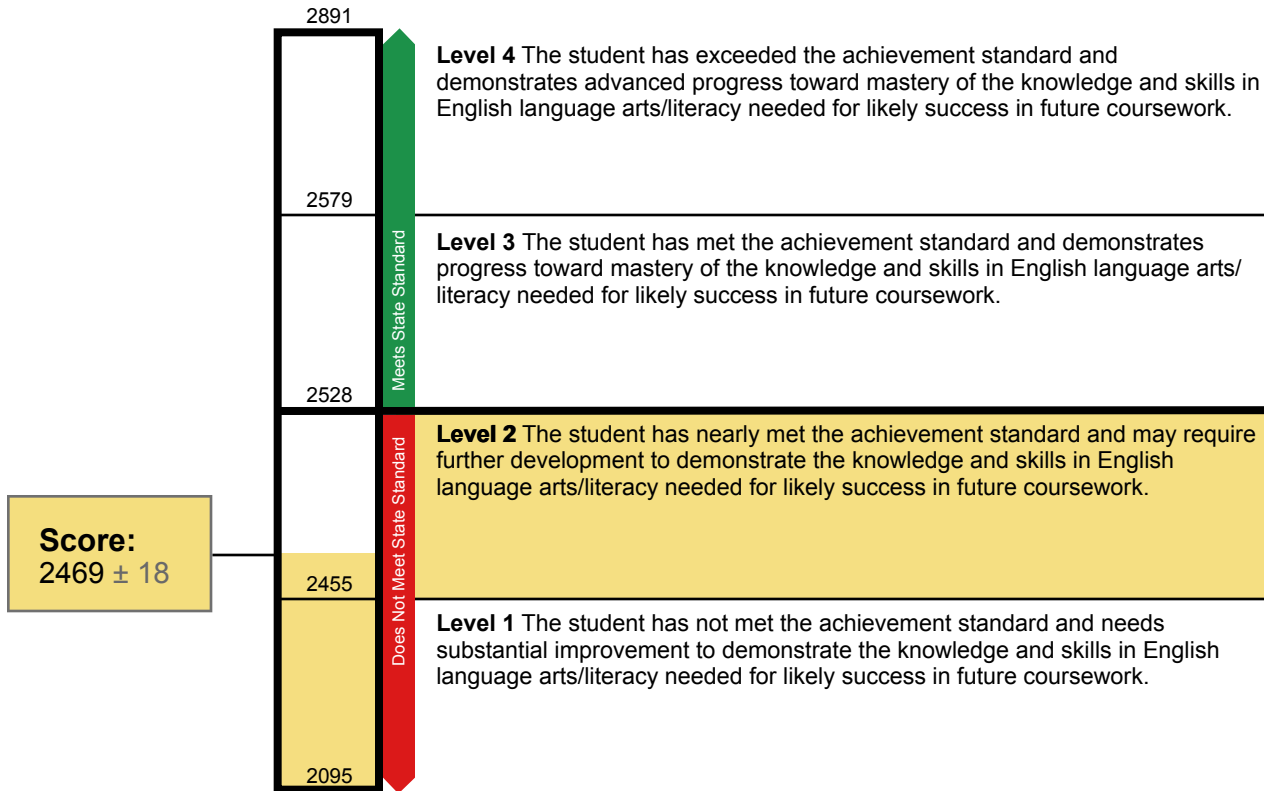 2891
Level 4 The student has exceeded the achievement standard and
demonstrates advanced progress toward mastery of the knowledge and skills in
English language arts/literacy needed for likely success in future coursework.
2579
Level 3 The student has met the achievement standard and demonstrates
progress toward mastery of the knowledge and skills in English language arts/
literacy needed for likely success in future coursework.
Meets State Standard
2528
Level 2 The student has nearly met the achievement standard and may require
further development to demonstrate the knowledge and skills in English
language arts/literacy needed for likely success in future coursework.
Does Not Meet State Standard
Score:
2469 ± 18
2455
Level 1 The student has not met the achievement standard and needs
substantial improvement to demonstrate the knowledge and skills in English
language arts/literacy needed for likely success in future coursework.
2095